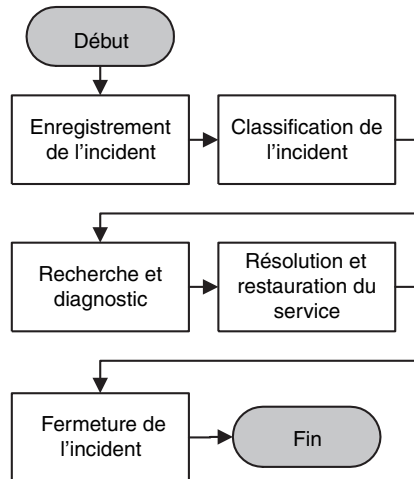 Début
Enregistrement
de l'incident
Classification de
l'incident
Recherche et
diagnostic
Résolution et
restauration du
service
Fermeture de
l'incident
Fin